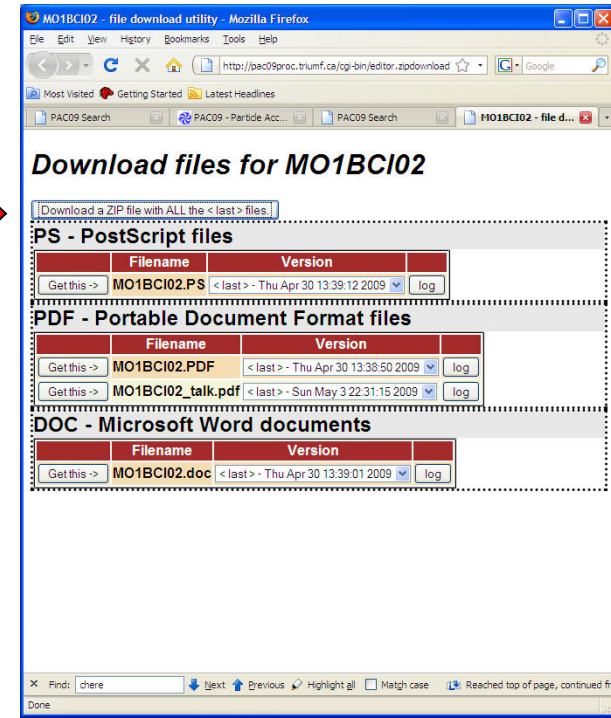 MO1BCI02 - file download utility - Mozilla Firefox
File Edit View History Bookmarks Tools Help
http://pac09proc.triumf.ca/cgi-bin/editor.zipdownload G Google
Most Visited Getting Started Latest Headlines
PAC09 Search PAC09 - Particle Acc... PAC09 Search MO1BCI02 - file d...
Download files for MO1BCI02
Download a ZIP file with ALL the <last> files.
PS - PostScript files
Filename Version
Get this -> MO1BCI02.PS <last> - Thu Apr 30 13:39:12 2009 log
PDF - Portable Document Format files
Filename Version
Get this -> MO1BCI02.PDF <last> - Thu Apr 30 13:38:50 2009 log
Get this -> MO1BCI02_talk.pdf <last> - Sun May 3 22:31:15 2009 log
DOC - Microsoft Word documents
Filename Version
Get this -> MO1BCI02.doc <last> - Thu Apr 30 13:39:01 2009 log
× Find: chere Next Previous Highlight all Match case Reached top of page, continued fr
Done